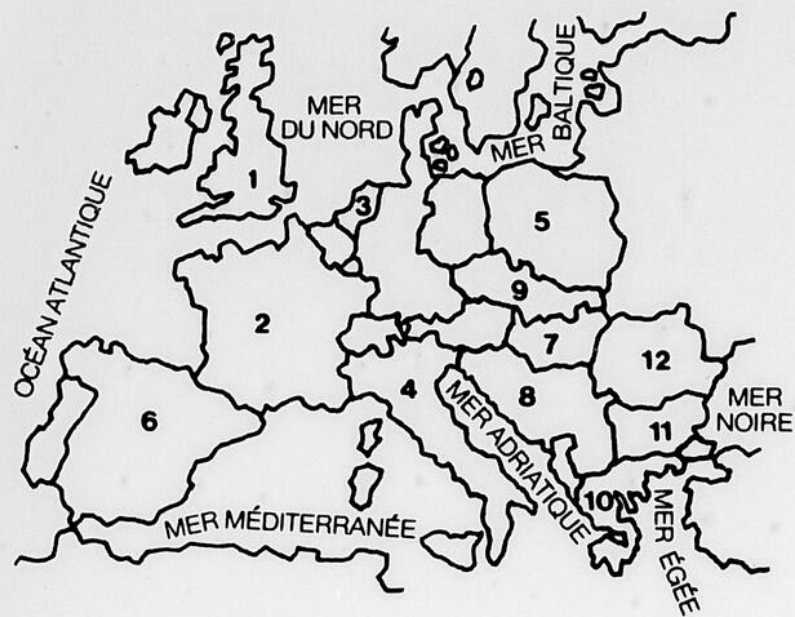 MER
DU NORD
MER
BALTIQUE
OCÉAN ATLANTIQUE
1
3
5
9
2
7
12
4
8
MER
NOIRE
6
11
MER ADRIATIQUE
10
MER ÉGÉE
MER MÉDITERRANÉE